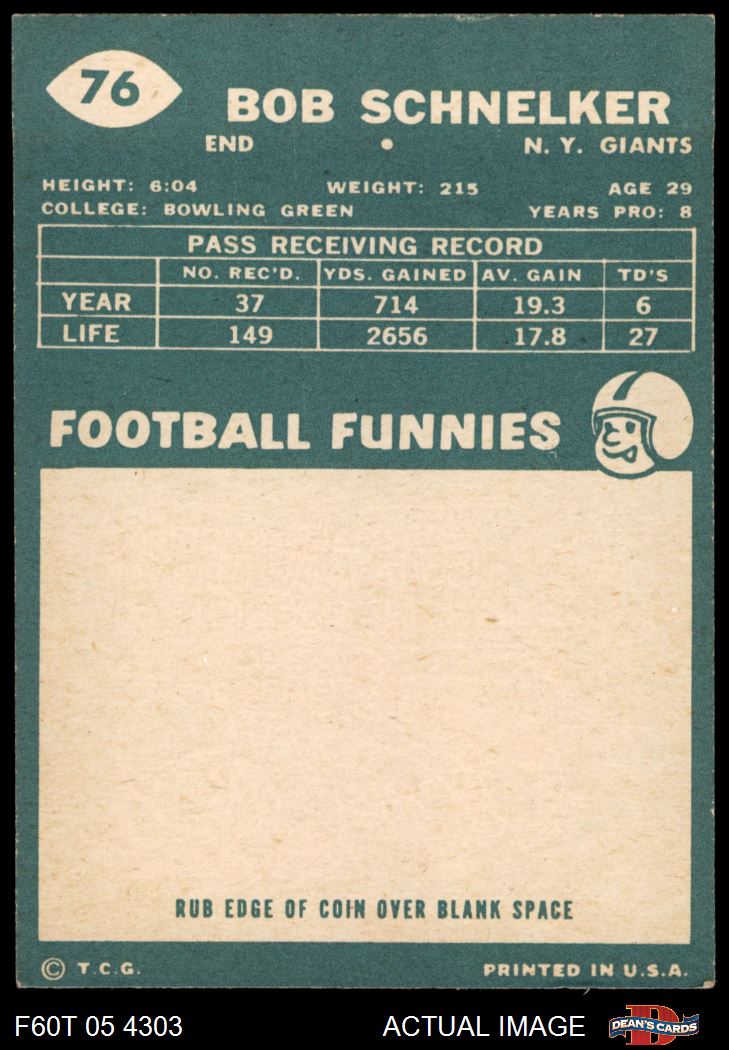 76
BOB SCHNELKER
END • N. Y. GIANTS
HEIGHT: 6:04 WEIGHT: 215 AGE 29
COLLEGE: BOWLING GREEN YEARS PRO: 8
PASS RECEIVING RECORD
NO. REC'D. YDS. GAINED AV. GAIN TD'S
YEAR 37 714 19.3 6
LIFE 149 2656 17.8 27
FOOTBALL FUNNIES
RUB EDGE OF COIN OVER BLANK SPACE
© T.C.G. PRINTED IN U.S.A.
F60T 05 4303 ACTUAL IMAGE D DEAN'S CARDS